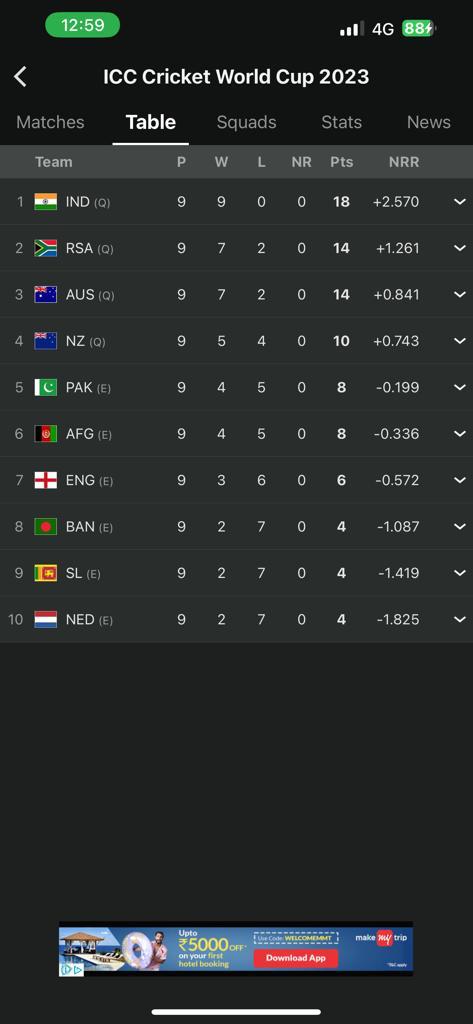 12:59 4G 88
ICC Cricket World Cup 2023
Matches Table Squads Stats News
Team P W L NR Pts NRR
1 IND (Q) 9 9 0 0 18 +2.570
2 RSA (Q) 9 7 2 0 14 +1.261
3 AUS (Q) 9 7 2 0 14 +0.841
4 NZ (Q) 9 5 4 0 10 +0.743
5 PAK (E) 9 4 5 0 8 -0.199
6 AFG (E) 9 4 5 0 8 -0.336
7 ENG (E) 9 3 6 0 6 -0.572
8 BAN (E) 9 2 7 0 4 -1.087
9 SL (E) 9 2 7 0 4 -1.419
10 NED (E) 9 2 7 0 4 -1.825
Upto
₹5000 OFF*
on your first
hotel booking
Use Code: WELCOMEMMT
Download App
make my trip
*T&C apply